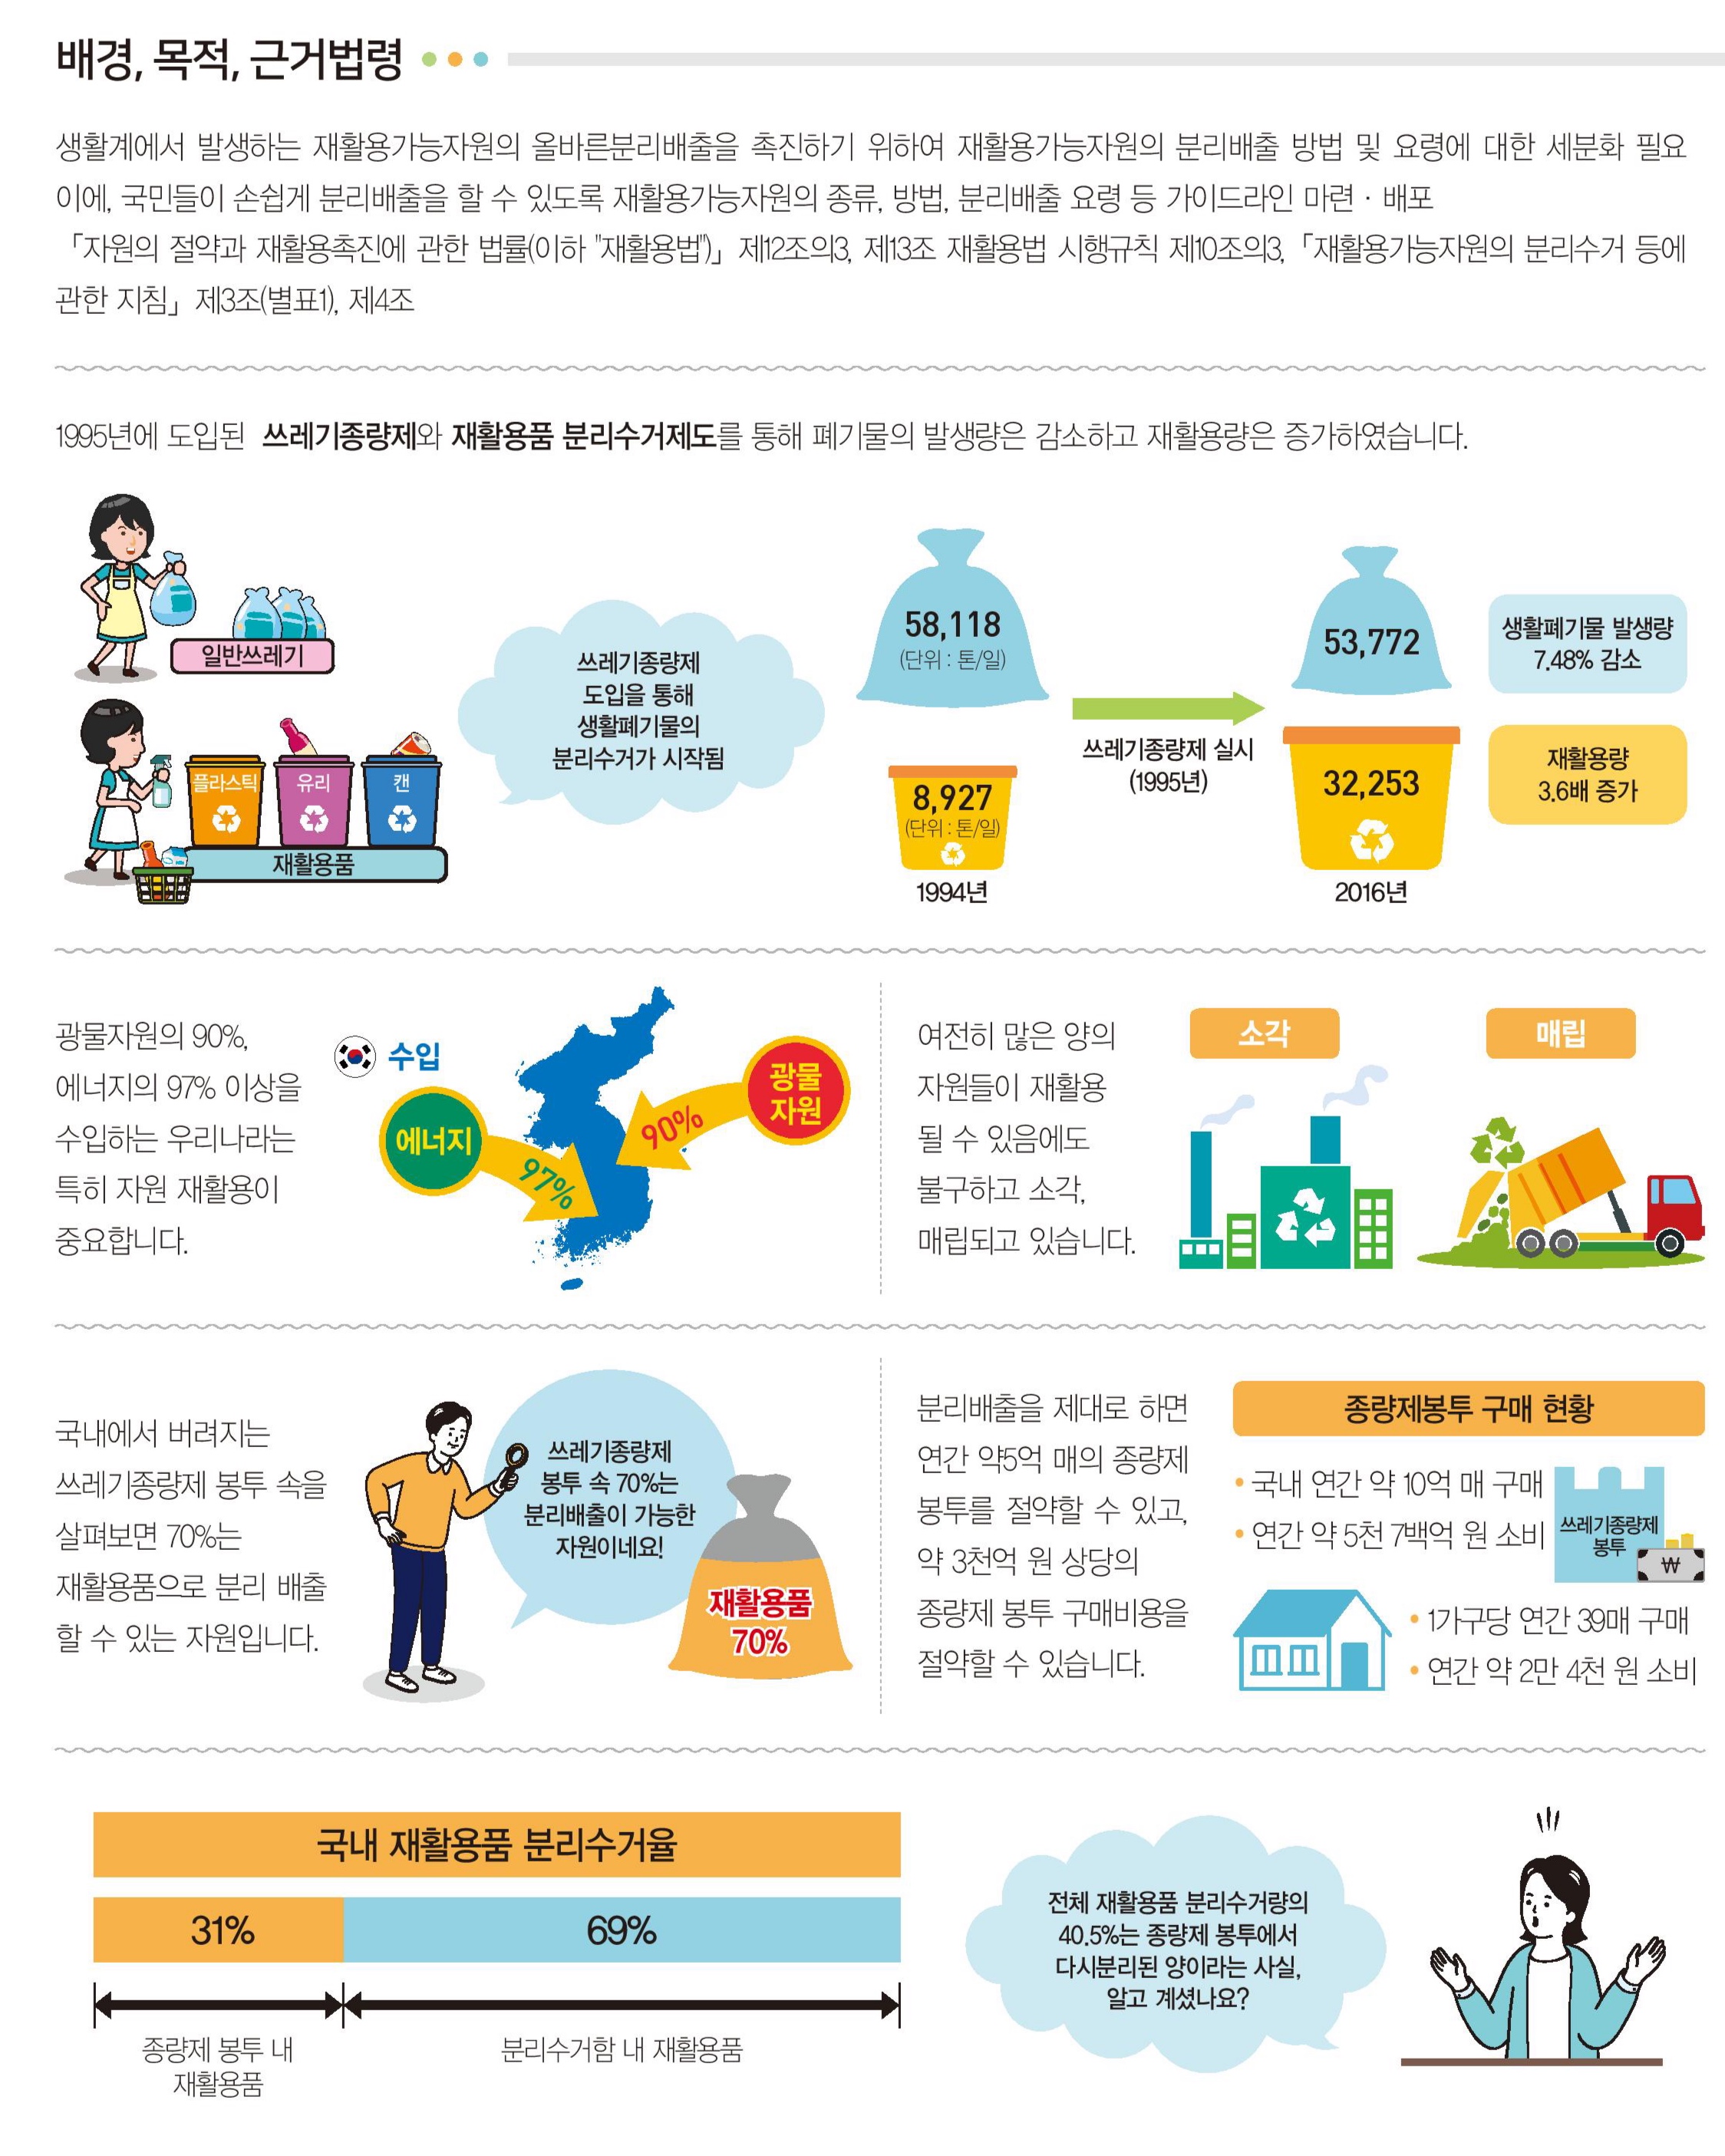 배경, 목적, 근거법령
생활계에서 발생하는 재활용가능자원의 올바른분리배출을 촉진하기 위하여 재활용가능자원의 분리배출 방법 및 요령에 대한 세분화 필요
이에, 국민들이 손쉽게 분리배출을 할 수 있도록 재활용가능자원의 종류, 방법, 분리배출 요령 등 가이드라인 마련 · 배포
「자원의 절약과 재활용촉진에 관한 법률(이하 "재활용법")」 제12조의3, 제13조 재활용법 시행규칙 제10조의3, 「재활용가능자원의 분리수거 등에
관한 지침」 제3조(별표1), 제4조
1995년에 도입된 쓰레기종량제와 재활용품 분리수거제도를 통해 폐기물의 발생량은 감소하고 재활용량은 증가하였습니다.
일반쓰레기
플라스틱
유리
캔
재활용품
쓰레기종량제
도입을 통해
생활폐기물의
분리수거가 시작됨
58,118
(단위 : 톤/일)
8,927
(단위 : 톤/일)
1994년
쓰레기종량제 실시
(1995년)
53,772
32,253
2016년
생활폐기물 발생량
7.48% 감소
재활용량
3.6배 증가
광물자원의 90%,
에너지의 97% 이상을
수입하는 우리나라는
특히 자원 재활용이
중요합니다.
수입
에너지
97%
90%
광물
자원
여전히 많은 양의
자원들이 재활용
될 수 있음에도
불구하고 소각,
매립되고 있습니다.
소각
매립
국내에서 버려지는
쓰레기종량제 봉투 속을
살펴보면 70%는
재활용품으로 분리 배출
할 수 있는 자원입니다.
쓰레기종량제
봉투 속 70%는
분리배출이 가능한
자원이네요!
재활용품
70%
분리배출을 제대로 하면
연간 약5억 매의 종량제
봉투를 절약할 수 있고,
약 3천억 원 상당의
종량제 봉투 구매비용을
절약할 수 있습니다.
종량제봉투 구매 현황
• 국내 연간 약 10억 매 구매
• 연간 약 5천 7백억 원 소비
쓰레기종량제
봉투
₩
• 1가구당 연간 39매 구매
• 연간 약 2만 4천 원 소비
국내 재활용품 분리수거율
31%
69%
종량제 봉투 내
재활용품
분리수거함 내 재활용품
전체 재활용품 분리수거량의
40.5%는 종량제 봉투에서
다시분리된 양이라는 사실,
알고 계셨나요?